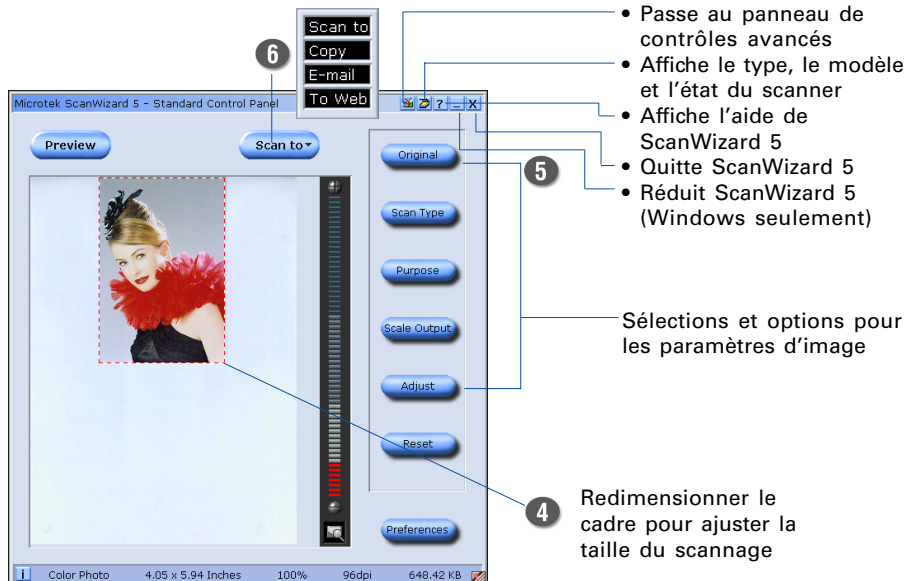 • Passe au panneau de
contrôles avancés
• Affiche le type, le modèle
et l'état du scanner
• Affiche l'aide de
ScanWizard 5
• Quitte ScanWizard 5
• Réduit ScanWizard 5
(Windows seulement)
6
Scan to
Copy
E-mail
To Web
Microtek ScanWizard 5 - Standard Control Panel
? _ X
Preview
Scan to
Original
5
Scan Type
Purpose
Scale Output
Sélections et options pour
les paramètres d'image
Adjust
Reset
4
Redimensionner le
cadre pour ajuster la
taille du scannage
Preferences
i Color Photo 4.05 x 5.94 Inches 100% 96dpi 648.42 KB